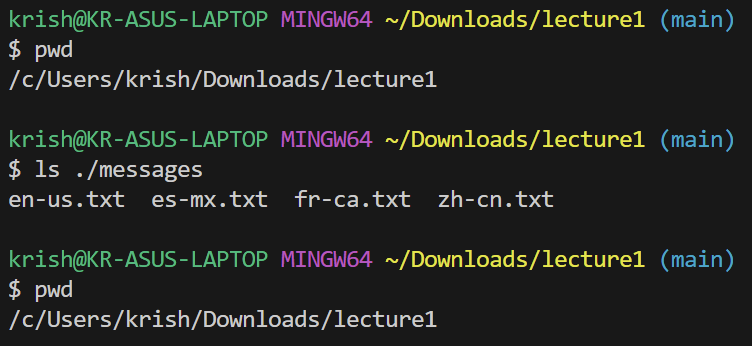 krish@KR-ASUS-LAPTOP MINGW64 ~/Downloads/lecture1 (main)
$ pwd
/c/Users/krish/Downloads/lecture1
krish@KR-ASUS-LAPTOP MINGW64 ~/Downloads/lecture1 (main)
$ ls ./messages
en-us.txt  es-mx.txt  fr-ca.txt  zh-cn.txt
krish@KR-ASUS-LAPTOP MINGW64 ~/Downloads/lecture1 (main)
$ pwd
/c/Users/krish/Downloads/lecture1